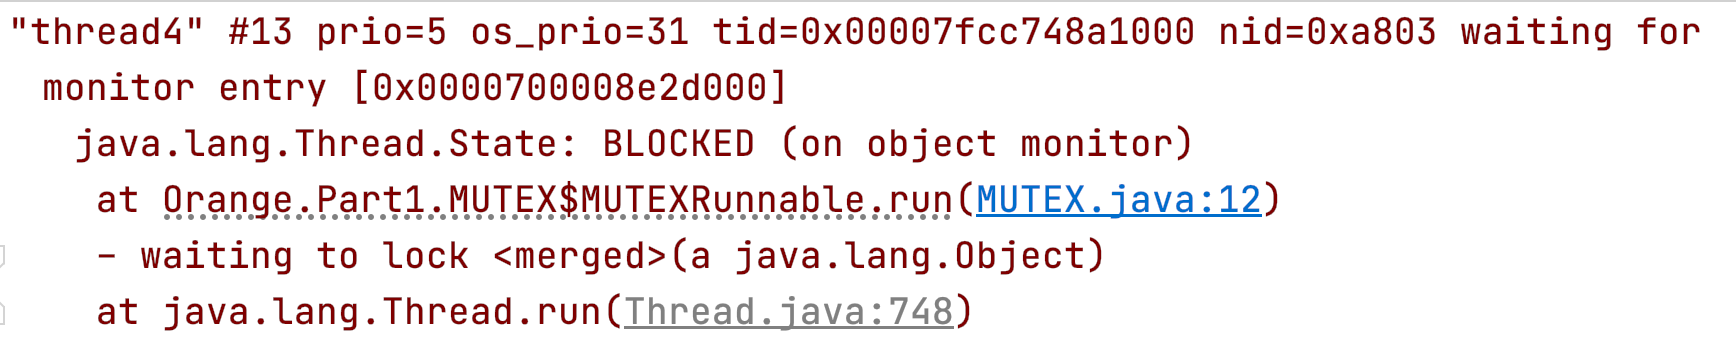 "thread4" #13 prio=5 os_prio=31 tid=0x00007fcc748a1000 nid=0xa803 waiting for
monitor entry [0x0000700008e2d000]
java.lang.Thread.State: BLOCKED (on object monitor)
at Orange.Part1.MUTEX$MUTEXRunnable.run(MUTEX.java:12)
- waiting to lock <merged>(a java.lang.Object)
at java.lang.Thread.run(Thread.java:748)